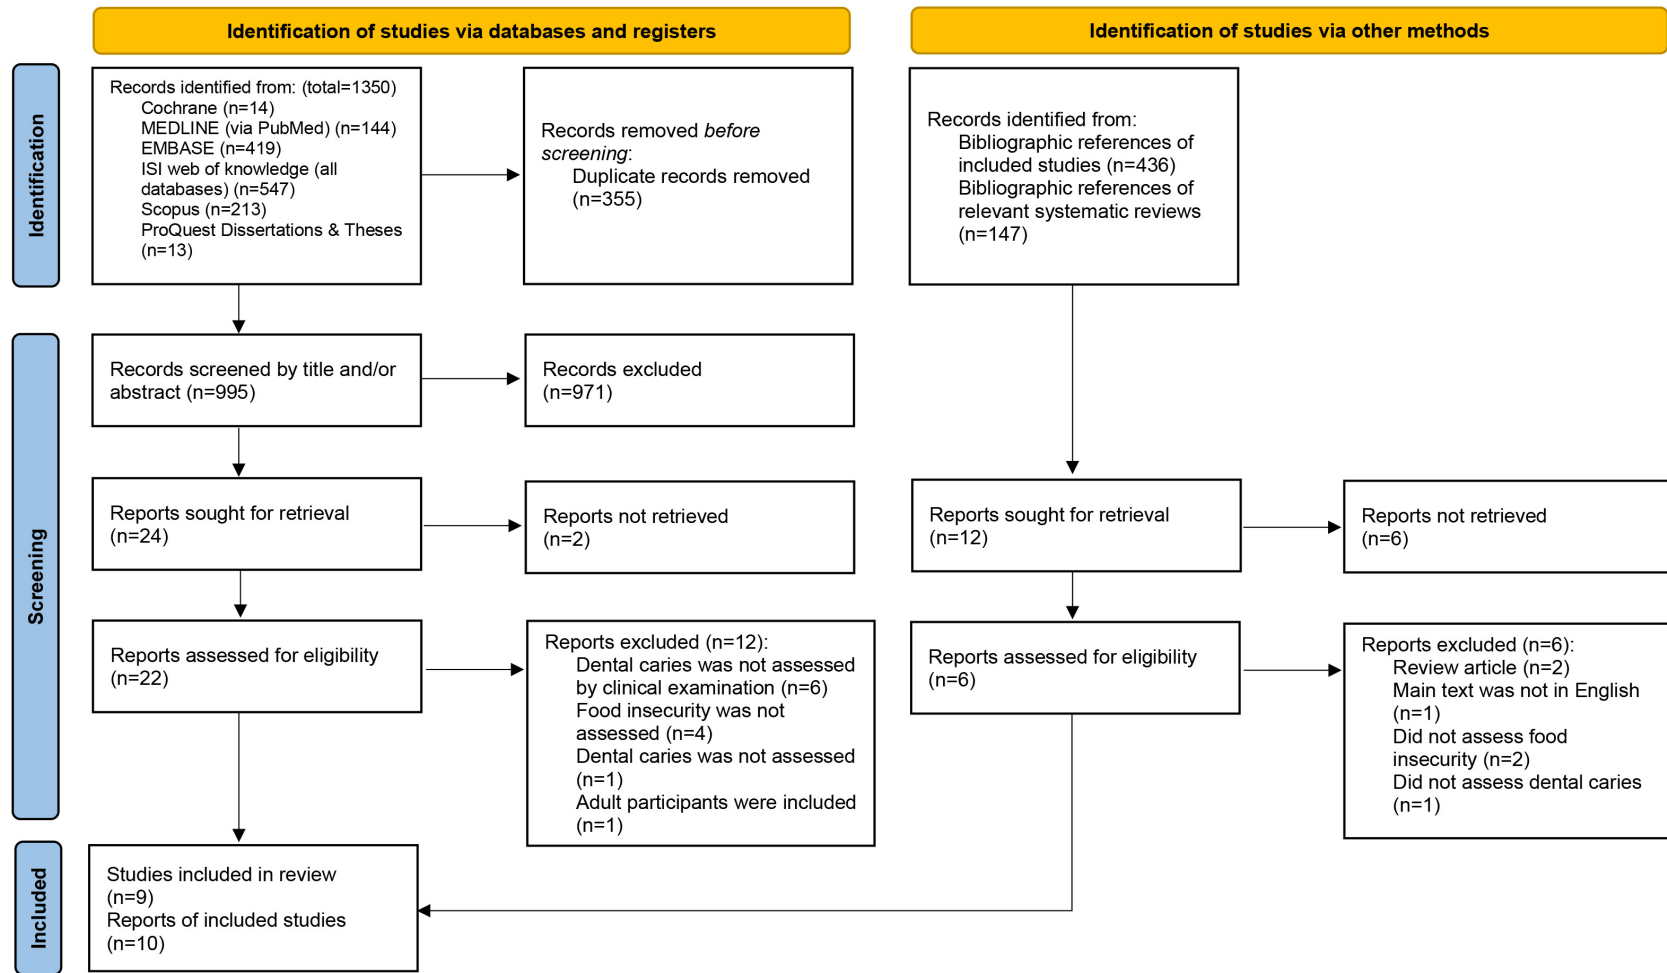 Identification of studies via databases and registers
Identification of studies via other methods
Identification
Records identified from: (total=1350)
Cochrane (n=14)
MEDLINE (via PubMed) (n=144)
EMBASE (n=419)
ISI web of knowledge (all
databases) (n=547)
Scopus (n=213)
ProQuest Dissertations & Theses
(n=13)
Records removed before
screening:
Duplicate records removed
(n=355)
Records identified from:
Bibliographic references of
included studies (n=436)
Bibliographic references of
relevant systematic reviews
(n=147)
Screening
Records screened by title and/or
abstract (n=995)
Records excluded
(n=971)
Reports sought for retrieval
(n=24)
Reports not retrieved
(n=2)
Reports sought for retrieval
(n=12)
Reports not retrieved
(n=6)
Reports assessed for eligibility
(n=22)
Reports excluded (n=12):
Dental caries was not assessed
by clinical examination (n=6)
Food insecurity was not
assessed (n=4)
Dental caries was not assessed
(n=1)
Adult participants were included
(n=1)
Reports assessed for eligibility
(n=6)
Reports excluded (n=6):
Review article (n=2)
Main text was not in English
(n=1)
Did not assess food
insecurity (n=2)
Did not assess dental caries
(n=1)
Included
Studies included in review
(n=9)
Reports of included studies
(n=10)